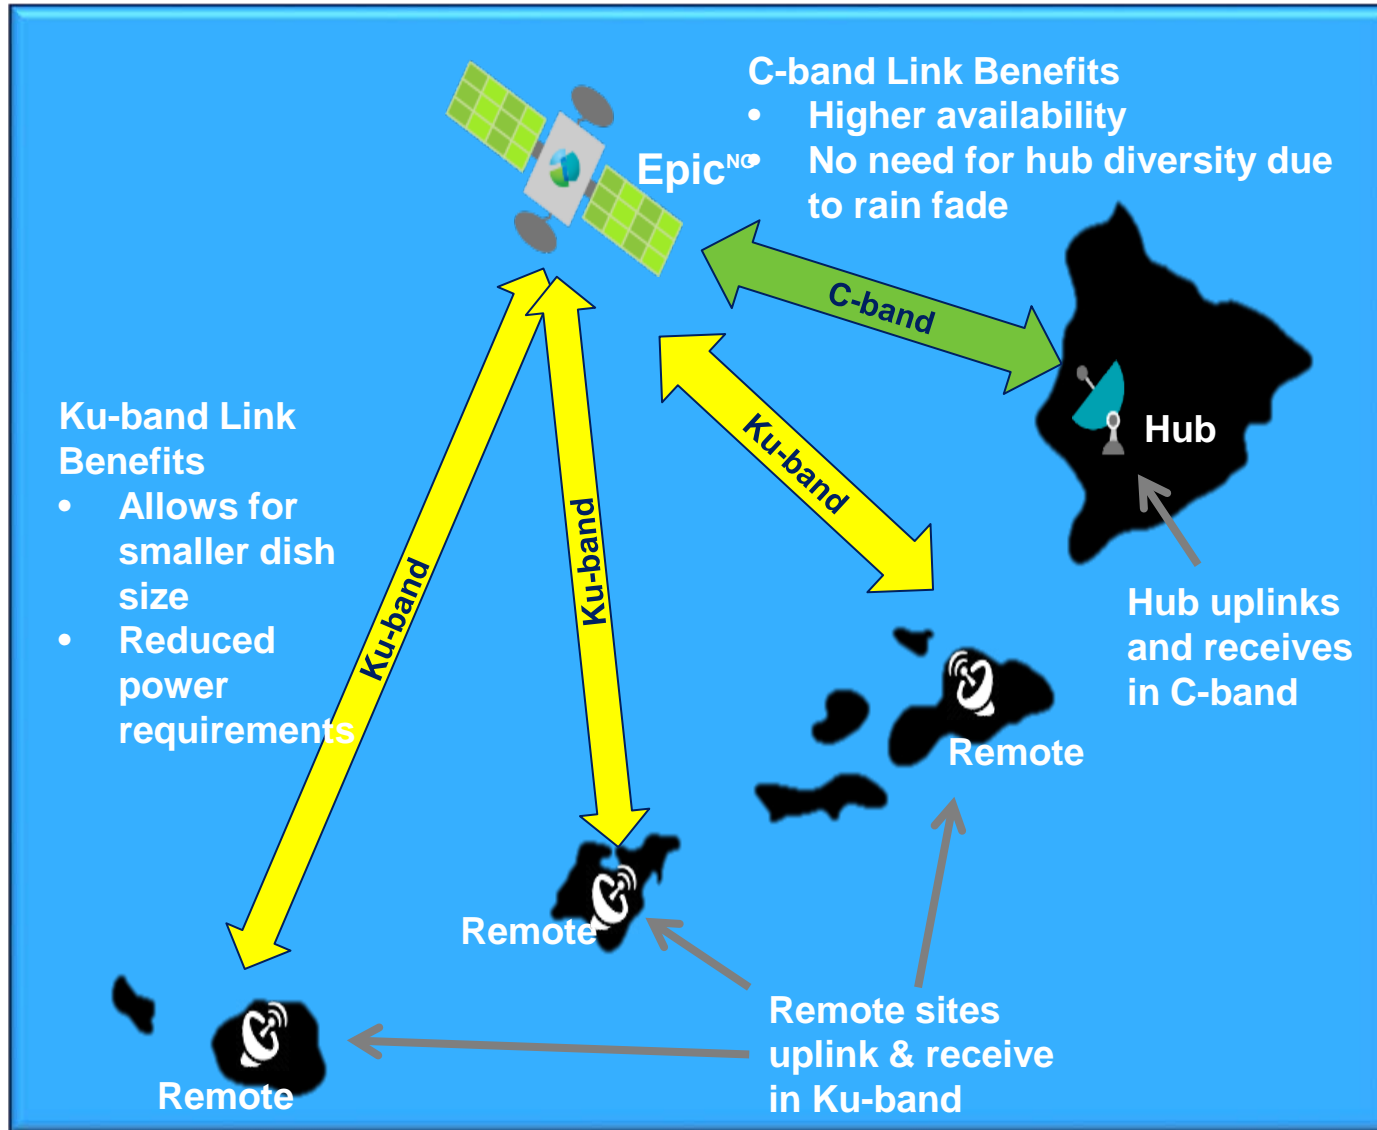 C-band Link Benefits
• Higher availability
• No need for hub diversity due
to rain fade
Epic^NG
C-band
Hub
Ku-band Link
Benefits
• Allows for
smaller dish
size
• Reduced
power
requirements
Ku-band
Ku-band
Ku-band
Hub uplinks
and receives
in C-band
Remote
Remote
Remote
Remote sites
uplink & receive
in Ku-band